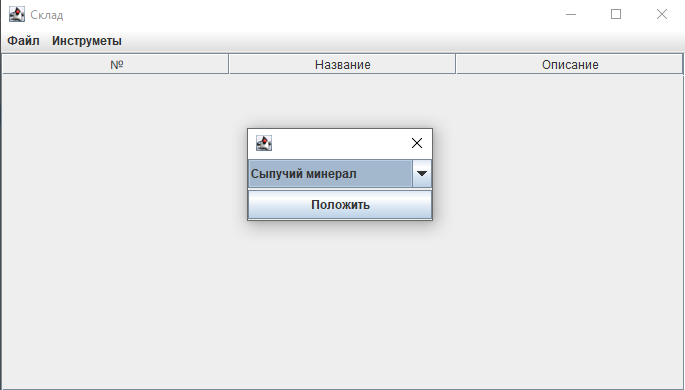 Склад
Файл Инструметы
№ Название Описание
Сыпучий минерал
Положить